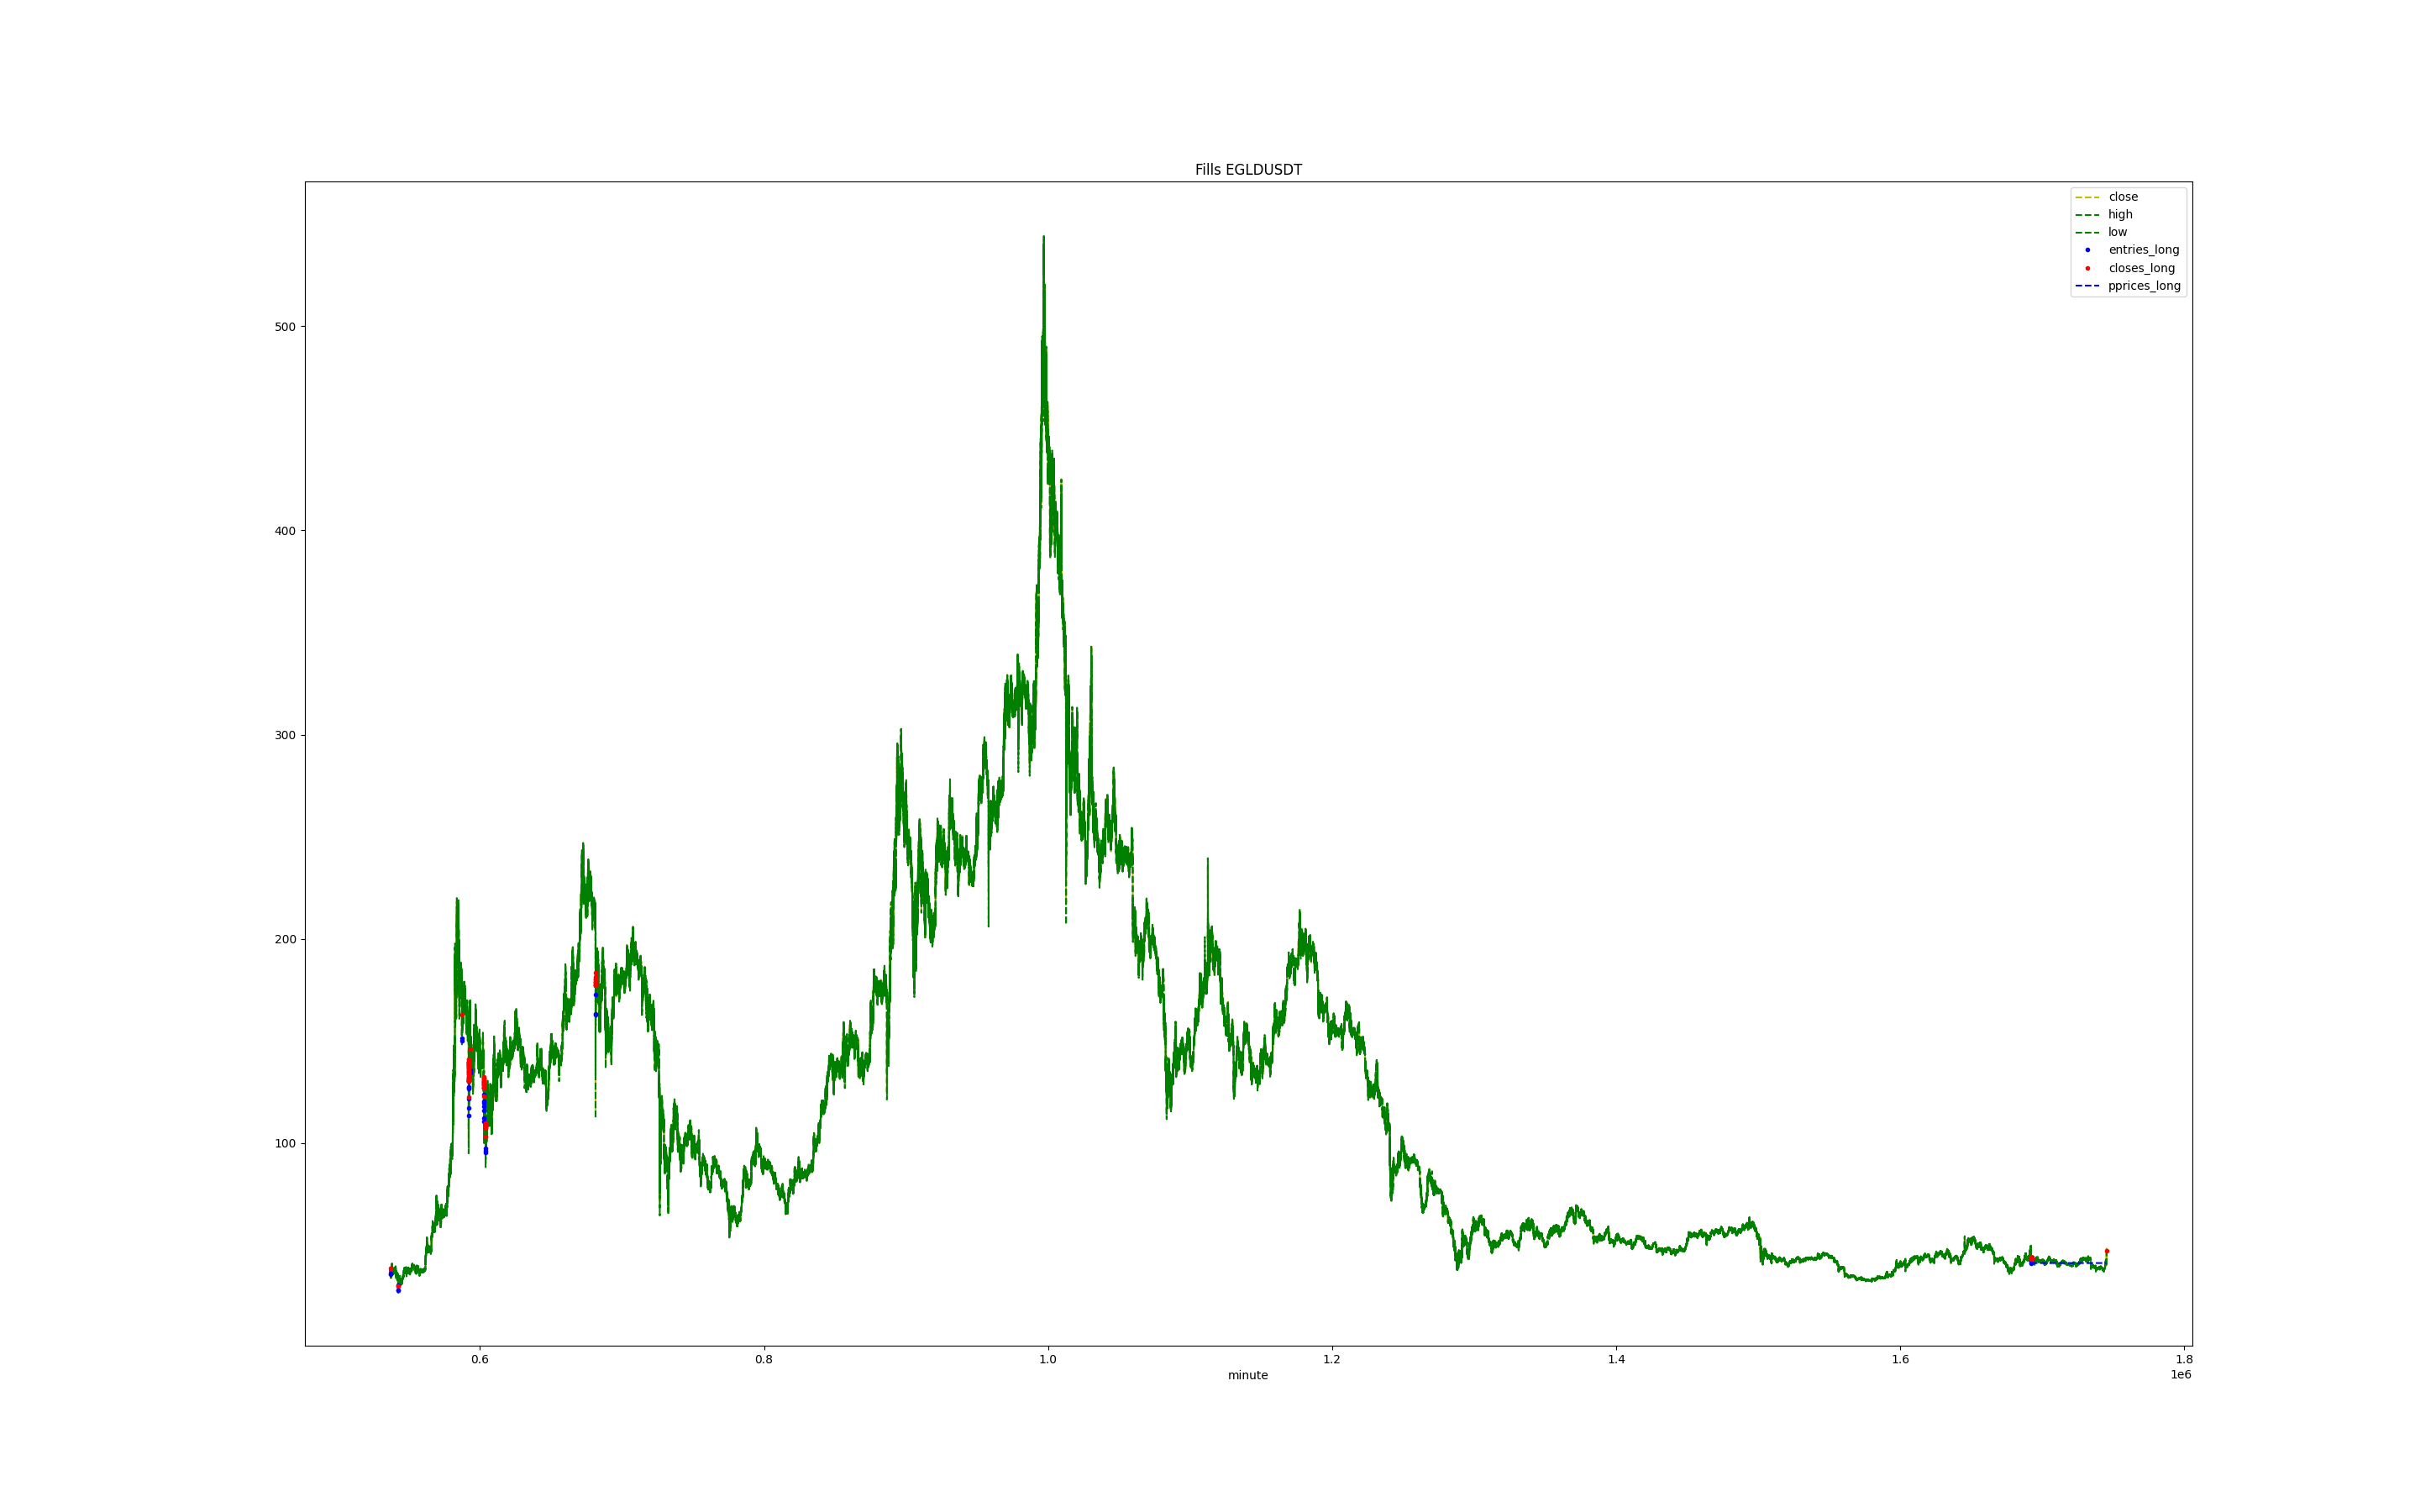 Fills EGLDUSDT
close
high
low
entries_long
closes_long
pprices_long
500
400
300
200
100
0.6 0.8 1.0 1.2 1.4 1.6 1.8
1e6
minute